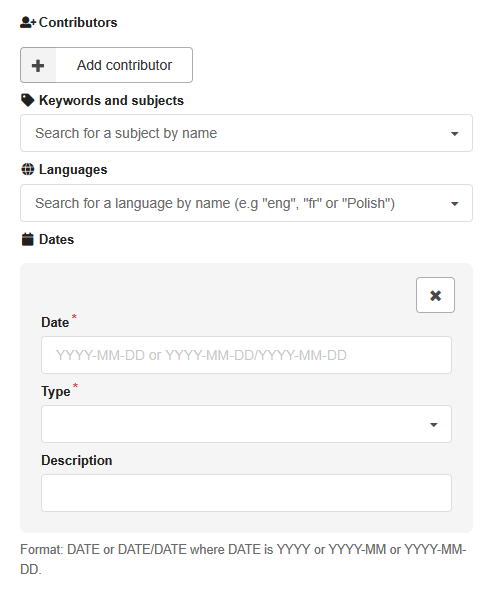 Contributors
Add contributor
Keywords and subjects
Search for a subject by name
Languages
Search for a language by name (e.g "eng", "fr" or "Polish")
Dates
Date *
YYYY-MM-DD or YYYY-MM-DD/YYYY-MM-DD
Type *
Description
Format: DATE or DATE/DATE where DATE is YYYY or YYYY-MM or YYYY-MM-
DD.